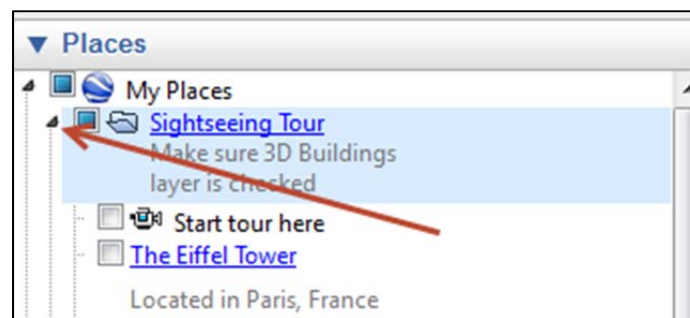 Places
My Places
Sightseeing Tour
Make sure 3D Buildings
layer is checked
Start tour here
The Eiffel Tower
Located in Paris, France